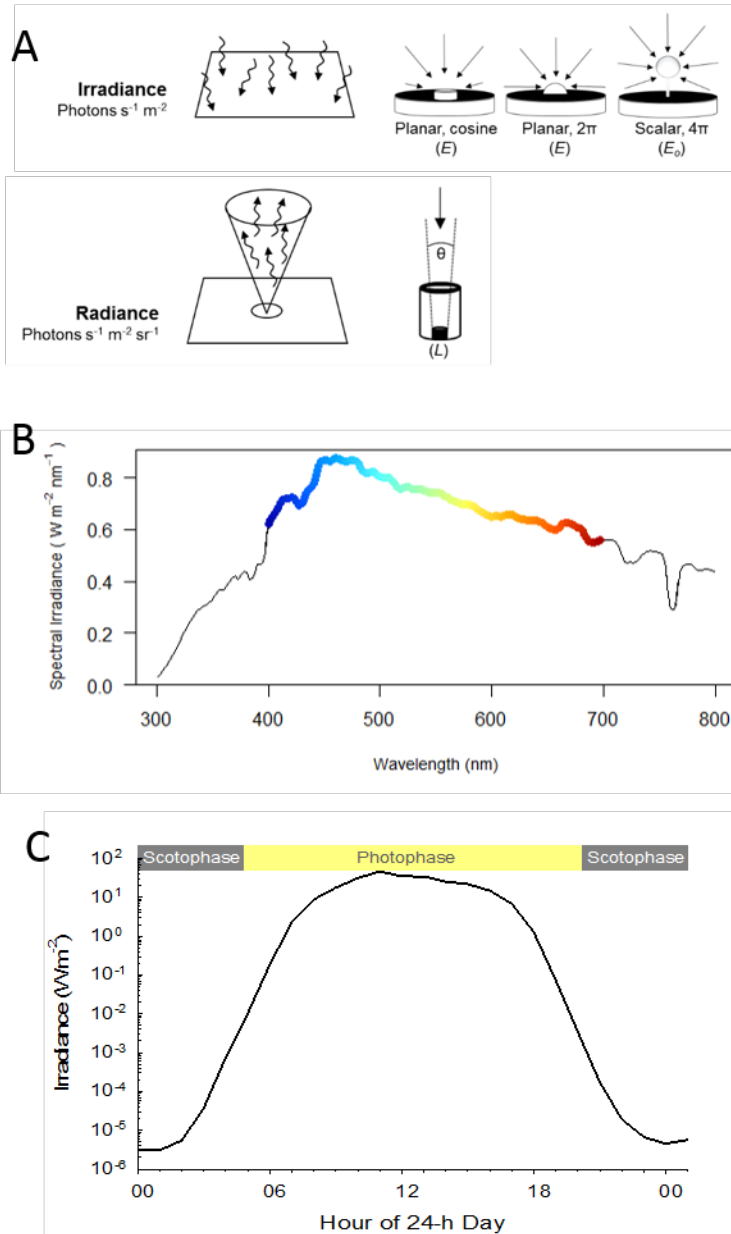 A
Irradiance
Photons s⁻¹ m⁻²
Planar, cosine
(E)
Planar, 2π
(E)
Scalar, 4π
(Eₒ)
Radiance
Photons s⁻¹ m⁻² sr⁻¹
θ
(L)
B
Spectral Irradiance ( W m⁻² nm⁻¹)
0.8
0.6
0.4
0.2
0.0
300 400 500 600 700 800
Wavelength (nm)
C
Scotophase Photophase Scotophase
Irradiance (Wm⁻²)
10²
10¹
10⁰
10⁻¹
10⁻²
10⁻³
10⁻⁴
10⁻⁵
10⁻⁶
00 06 12 18 00
Hour of 24-h Day